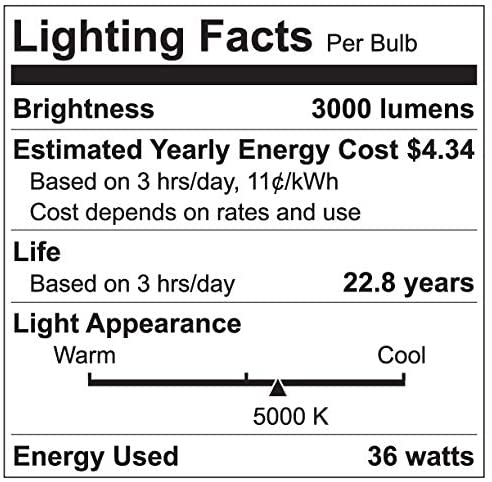 Lighting Facts Per Bulb
Brightness 3000 lumens
Estimated Yearly Energy Cost $4.34
Based on 3 hrs/day, 11¢/kWh
Cost depends on rates and use
Life
Based on 3 hrs/day 22.8 years
Light Appearance
Warm Cool
5000 K
Energy Used 36 watts